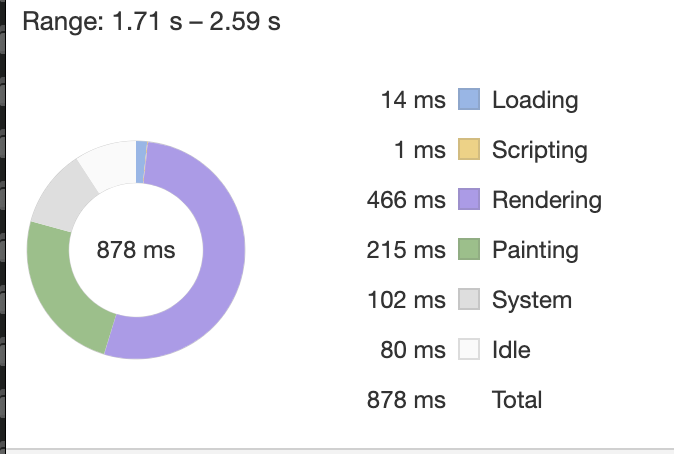 Range: 1.71 s – 2.59 s
14 ms Loading
1 ms Scripting
466 ms Rendering
215 ms Painting
878 ms
102 ms System
80 ms Idle
878 ms Total